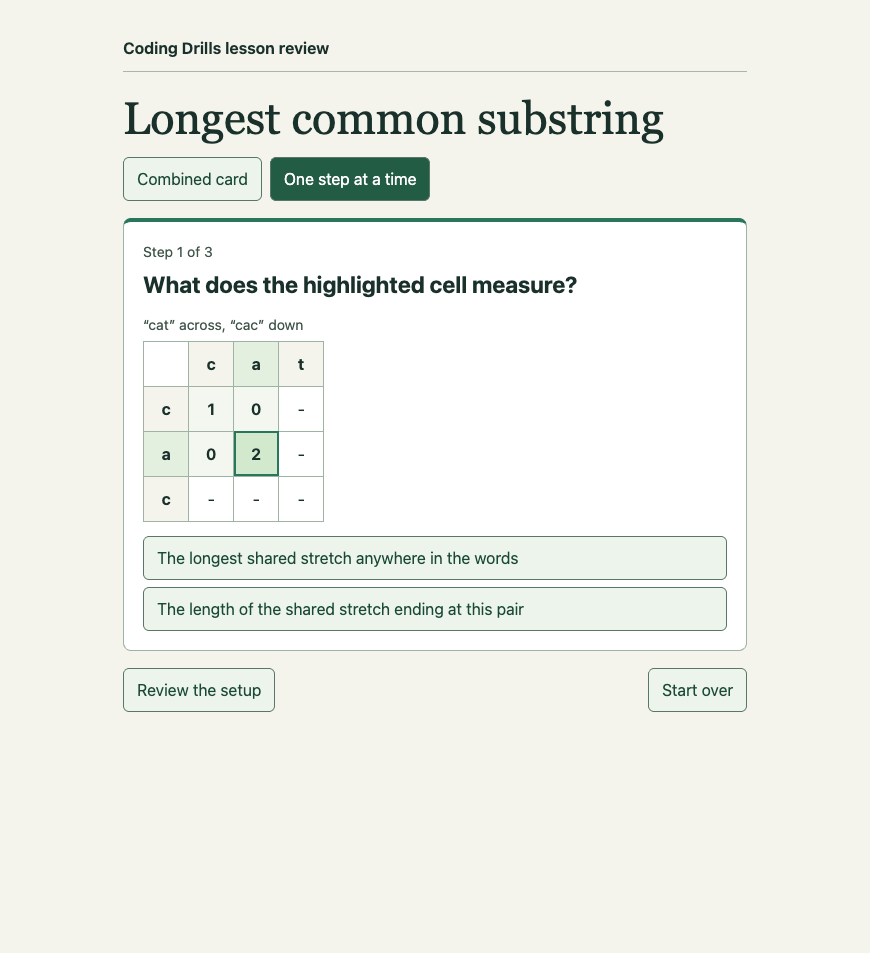 Coding Drills lesson review
Longest common substring
Combined card
One step at a time
Step 1 of 3
What does the highlighted cell measure?
“cat” across, “cac” down
c a t
c 1 0 -
a 0 2 -
c - - -
The longest shared stretch anywhere in the words
The length of the shared stretch ending at this pair
Review the setup
Start over